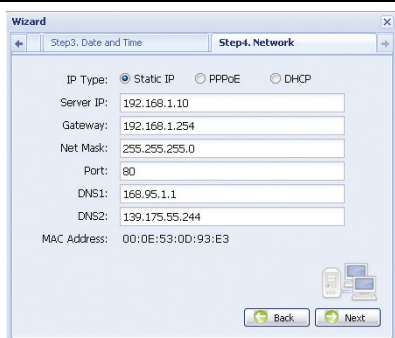 Wizard
Step3. Date and Time Step4. Network
IP Type: Static IP PPPoE DHCP
Server IP: 192.168.1.10
Gateway: 192.168.1.254
Net Mask: 255.255.255.0
Port: 80
DNS1: 168.95.1.1
DNS2: 139.175.55.244
MAC Address: 00:0E:53:0D:93:E3
Back Next